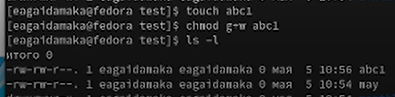 [eagaidamaka@fedora test]$ touch abc1
[eagaidamaka@fedora test]$ chmod g+w abc1
[eagaidamaka@fedora test]$ ls -l
итого 0
-rw-rw-r--. 1 eagaidamaka eagaidamaka 0 мая 5 10:56 abc1
-rw-rw-r--. 1 eagaidamaka eagaidamaka 0 мая 5 10:54 may